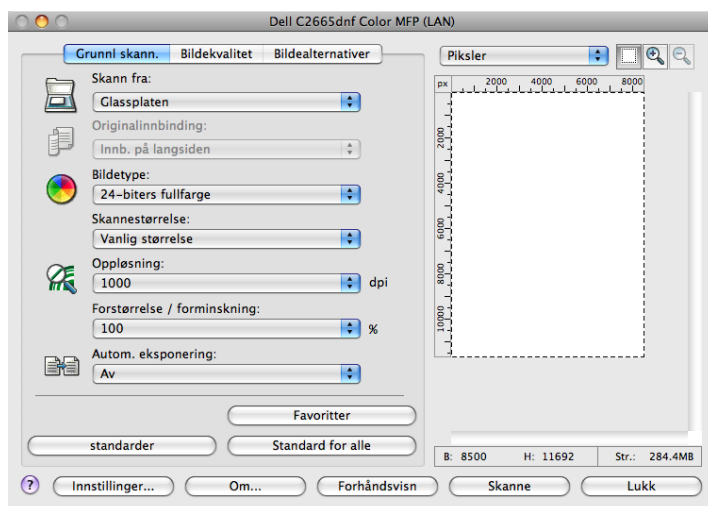 Dell C2665dnf Color MFP (LAN)
Grunnl skann. Bildekvalitet Bildealternativer
Skann fra:
Glassplaten
Originalinnbinding:
Innb. på langsiden
Bildetype:
24-biters fullfarge
Skannestørrelse:
Vanlig størrelse
Oppløsning:
1000 dpi
Forstørrelse / forminskning:
100 %
Autom. eksponering:
Av
Favoritter
standarder Standard for alle
Piksler
px 2000 4000 6000 8000
2000
4000
6000
8000
10000
B: 8500 H: 11692 Str.: 284.4MB
? Innstillinger... Om... Forhåndsvisn Skanne Lukk